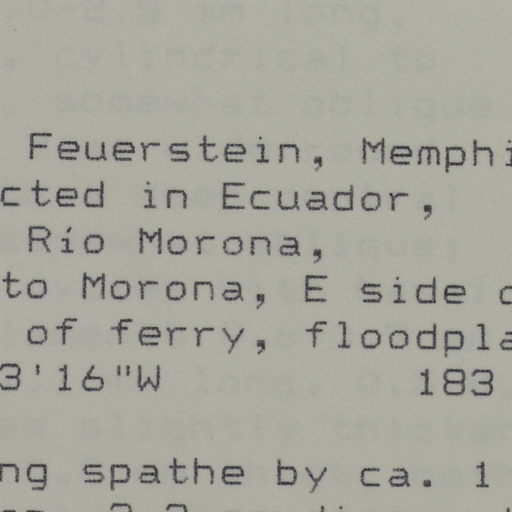 Feuerstein, Memphi
cted in Ecuador,
Río Morona,
to Morona, E side
of ferry, floodpla
3'16"W 183
ng spathe by ca. 1